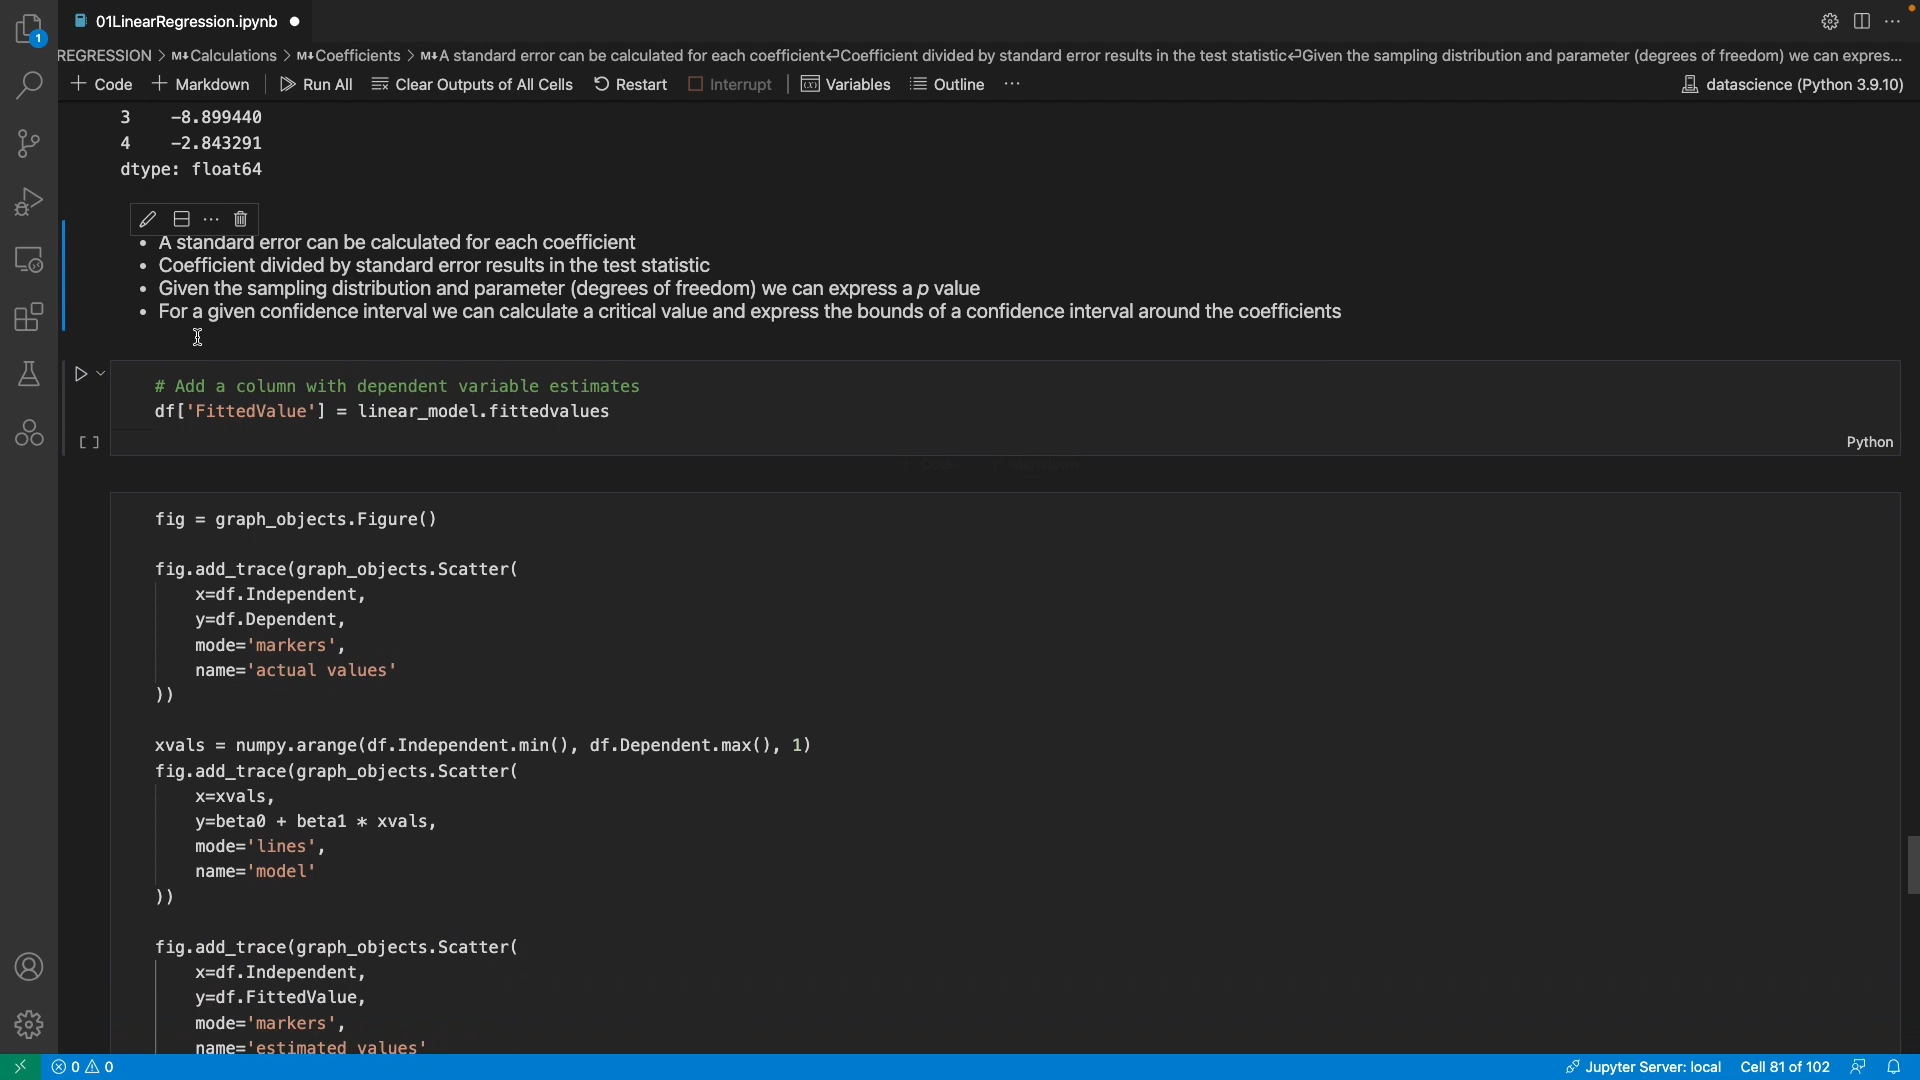 01LinearRegression.ipynb
1
REGRESSION > M↓Calculations > M↓Coefficients > M↓A standard error can be calculated for each coefficient↵Coefficient divided by standard error results in the test statistic↵Given the sampling distribution and parameter (degrees of freedom) we can expres...
+ Code + Markdown Run All Clear Outputs of All Cells Restart Interrupt Variables Outline ... datascience (Python 3.9.10)
3 -8.899440
4 -2.843291
dtype: float64
• A standard error can be calculated for each coefficient
• Coefficient divided by standard error results in the test statistic
• Given the sampling distribution and parameter (degrees of freedom) we can express a p value
• For a given confidence interval we can calculate a critical value and express the bounds of a confidence interval around the coefficients
# Add a column with dependent variable estimates
df['FittedValue'] = linear_model.fittedvalues
[ ]
Python
fig = graph_objects.Figure()
fig.add_trace(graph_objects.Scatter(
x=df.Independent,
y=df.Dependent,
mode='markers',
name='actual values'
))
xvals = numpy.arange(df.Independent.min(), df.Dependent.max(), 1)
fig.add_trace(graph_objects.Scatter(
x=xvals,
y=beta0 + beta1 * xvals,
mode='lines',
name='model'
))
fig.add_trace(graph_objects.Scatter(
x=df.Independent,
y=df.FittedValue,
mode='markers',
name='estimated values'
0 0 Jupyter Server: local Cell 81 of 102